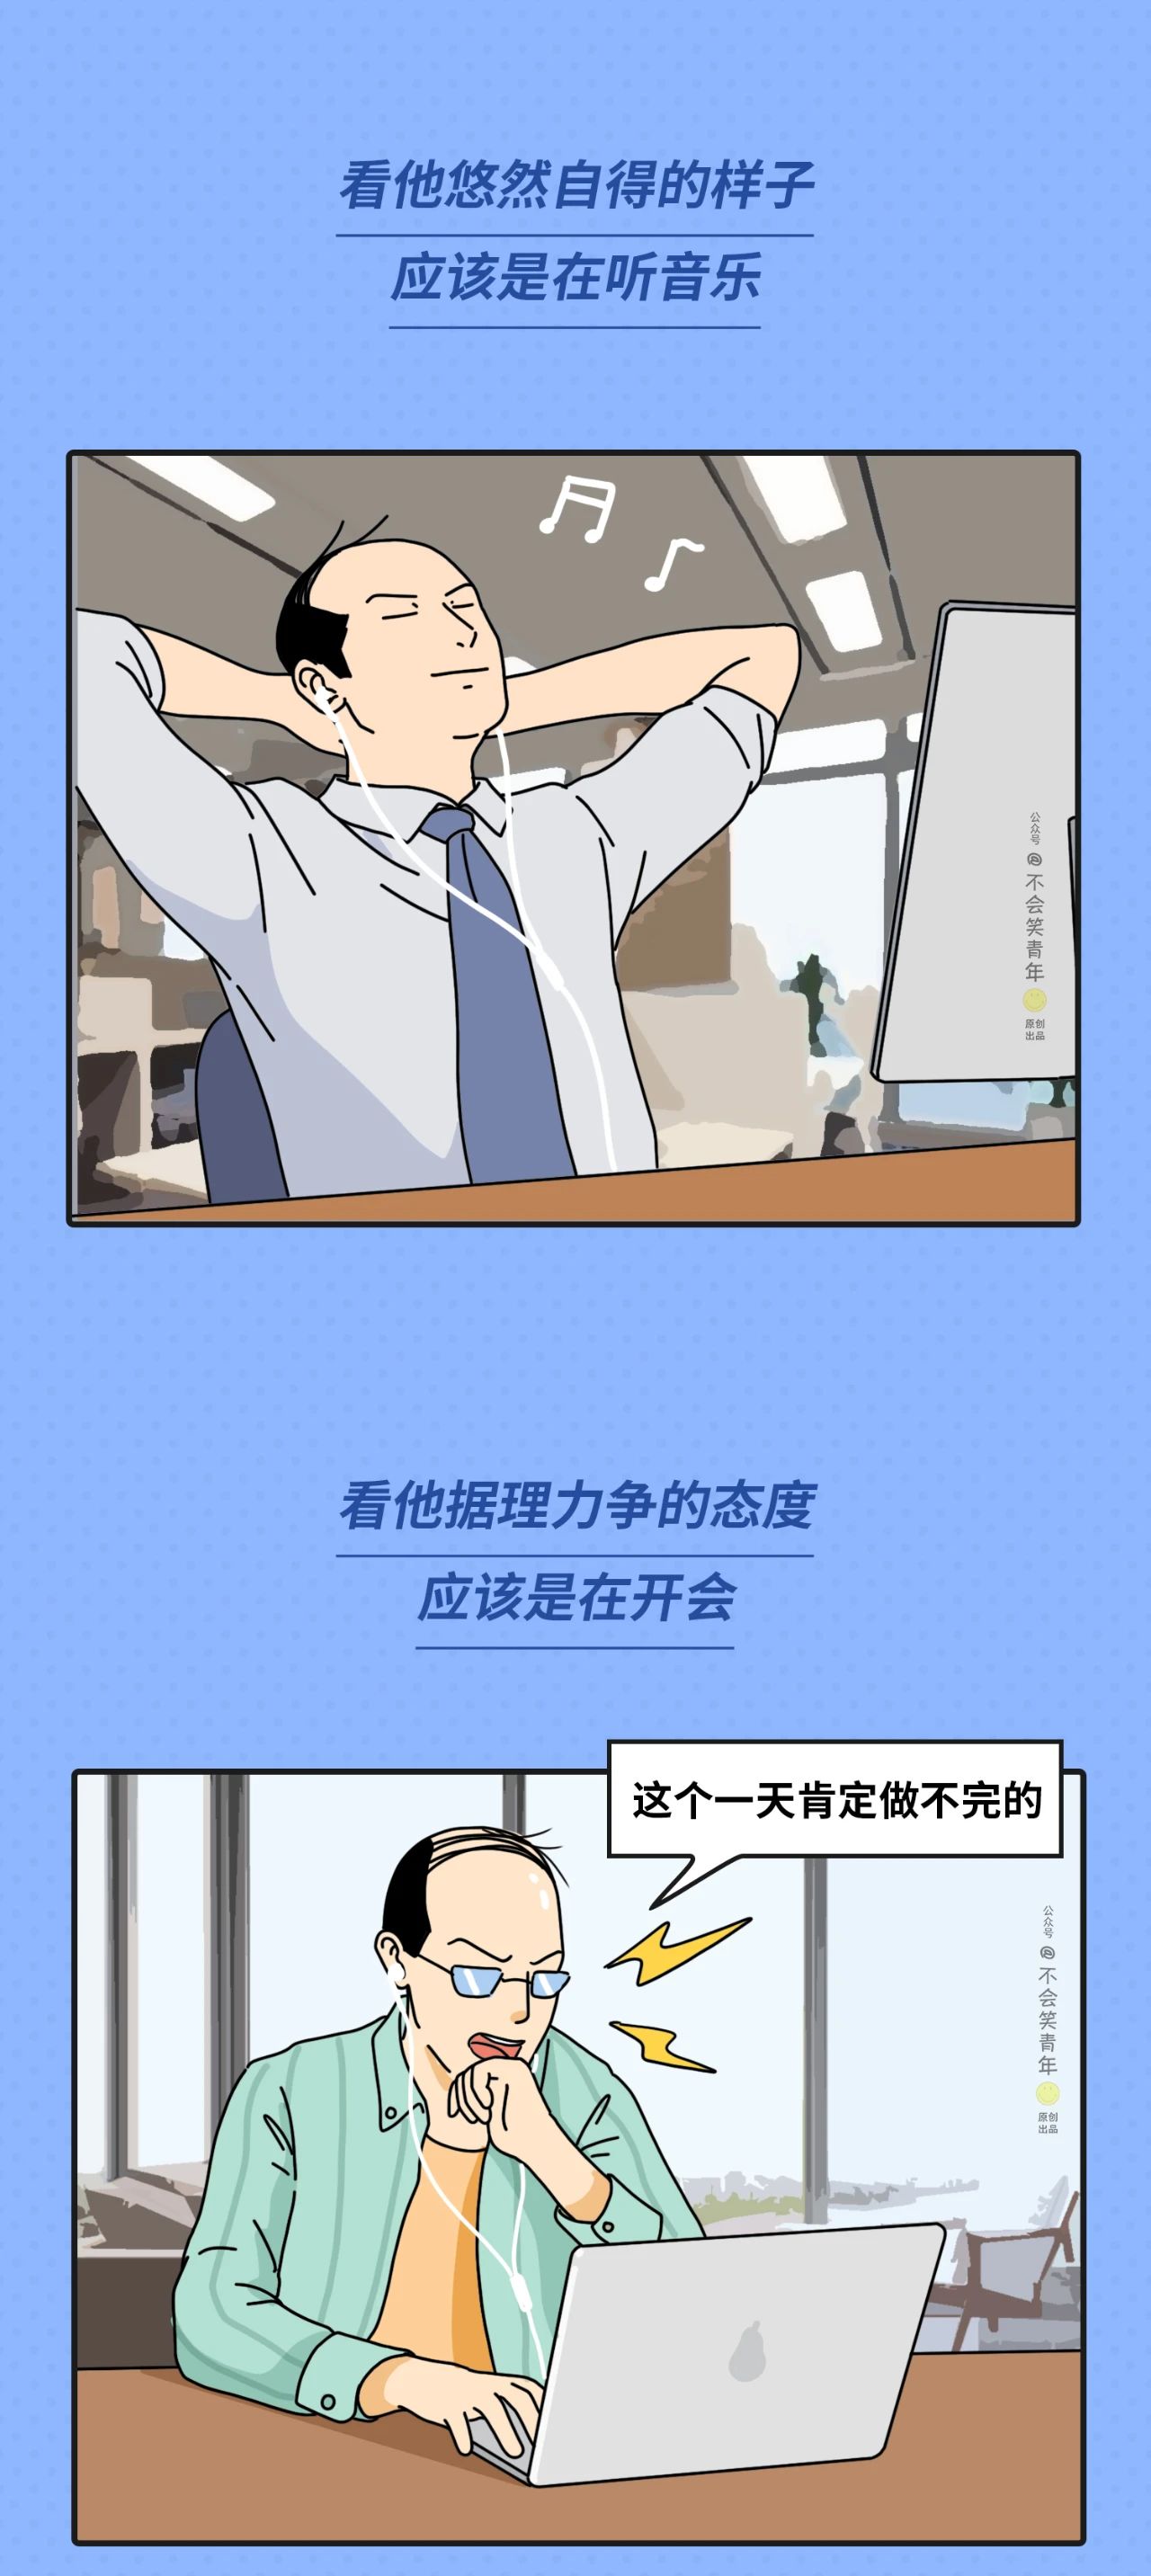 看他悠然自得的样子
应该是在听音乐
公众号
不会笑青年
原创
出品
看他据理力争的态度
应该是在开会
这个一天肯定做不完的
公众号
不会笑青年
原创
出品